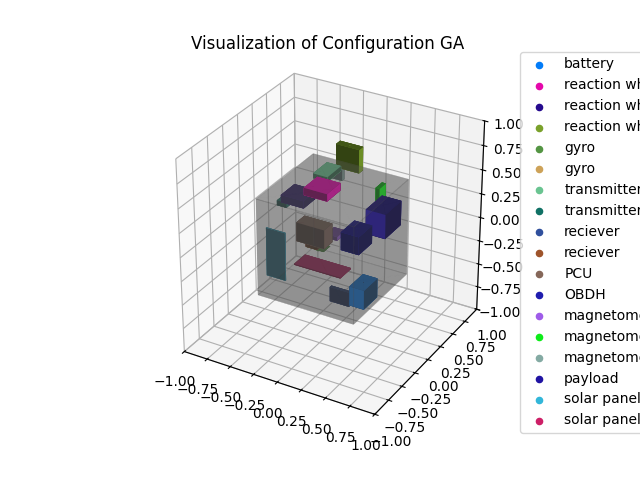 Visualization of Configuration GA
battery
reaction wh
reaction wh
reaction wh
gyro
gyro
transmitter
transmitter
reciever
reciever
PCU
OBDH
magnetome
magnetome
magnetome
payload
solar panel
solar panel
1.00
0.75
0.50
0.25
0.00
−0.25
−0.50
−0.75
−1.00
1.00
0.75
0.50
0.25
0.00
−0.25
−0.50
−0.75
−1.00
−1.00
−0.75
−0.50
−0.25
0.00
0.25
0.50
0.75
1.00